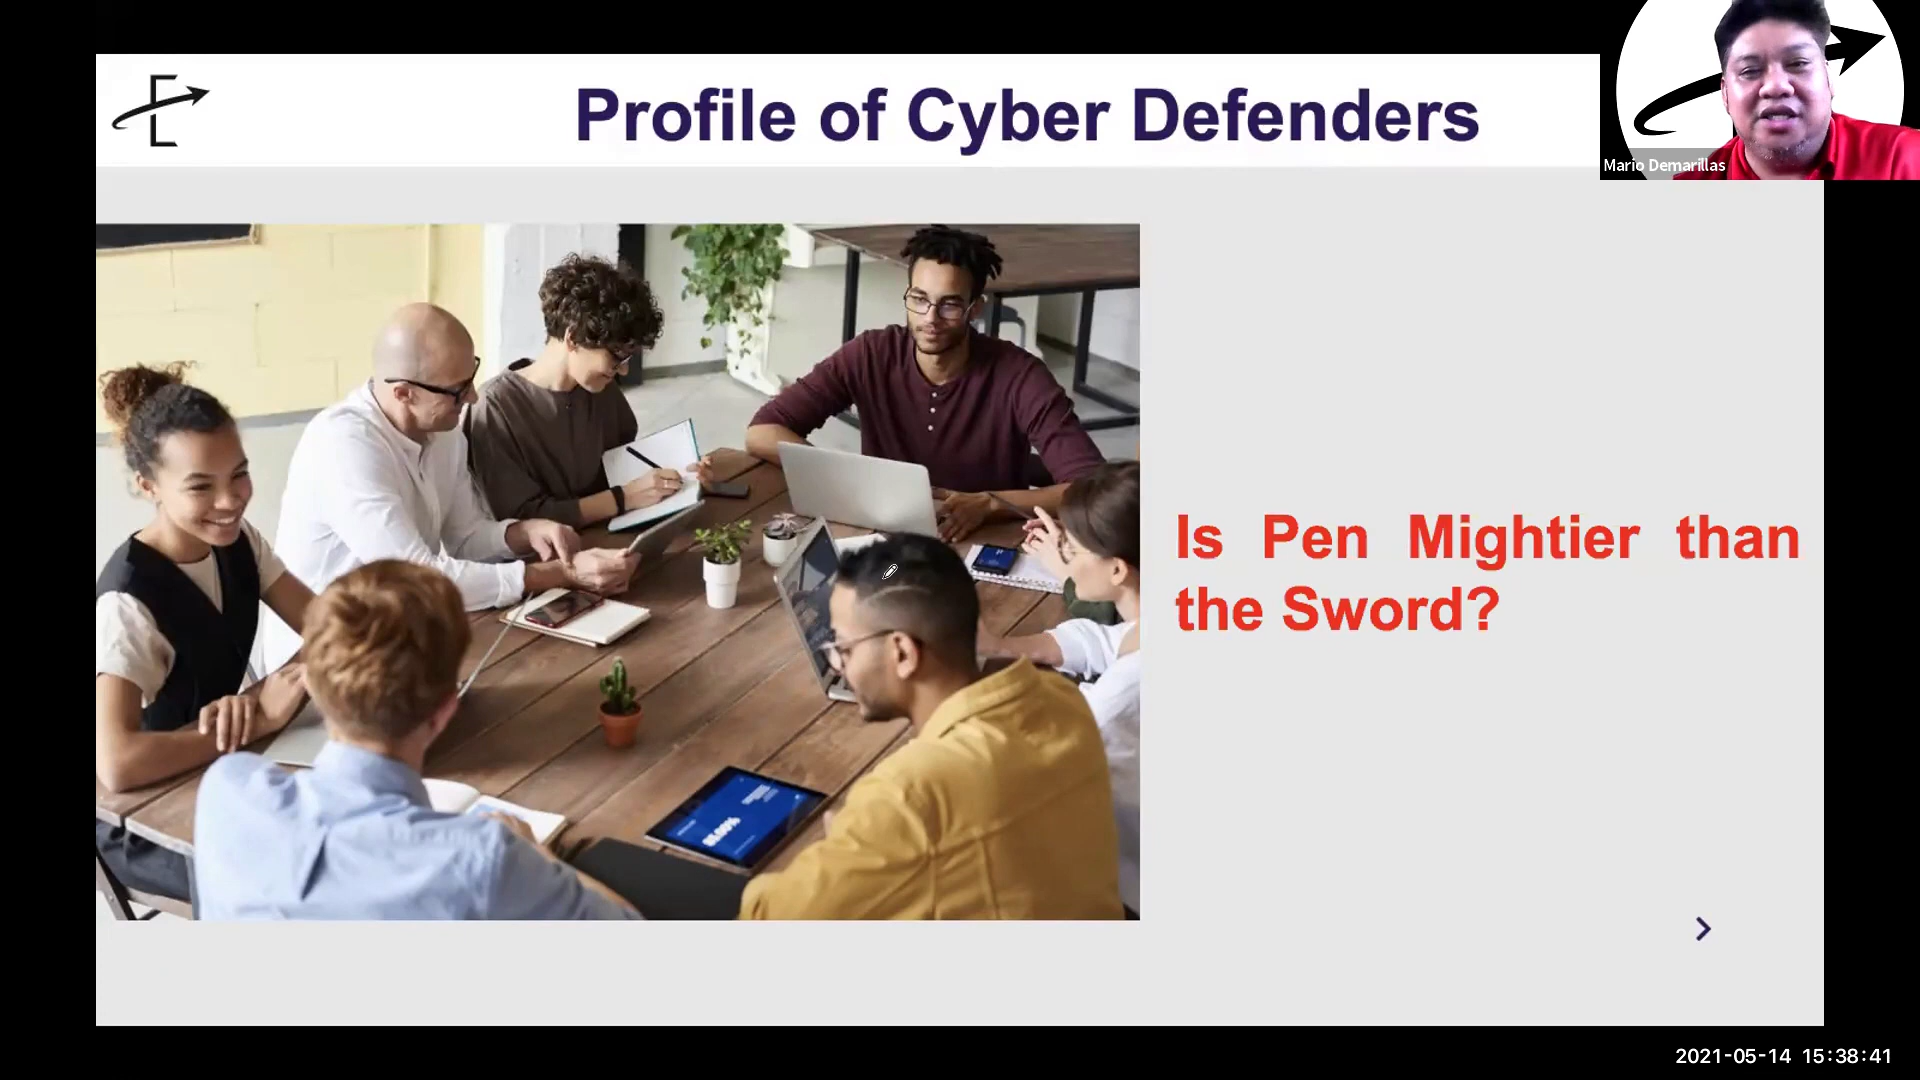 Profile of Cyber Defenders
Mario Demarillas
Is Pen Mightier than
the Sword?
2021-05-14 15:38:41